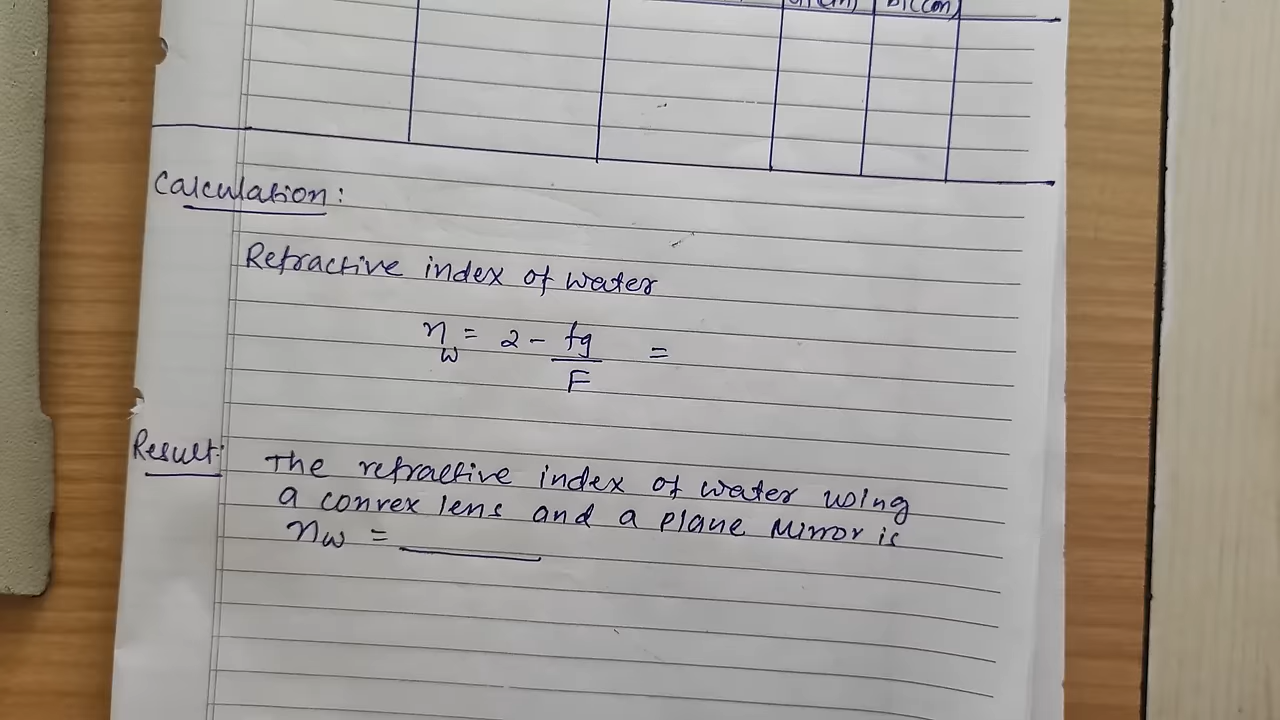 Calculation:
Refractive index of water
nw = 2 - fg/F =
Result: The refractive index of water using
a convex lens and a plane Mirror is
nw = ______